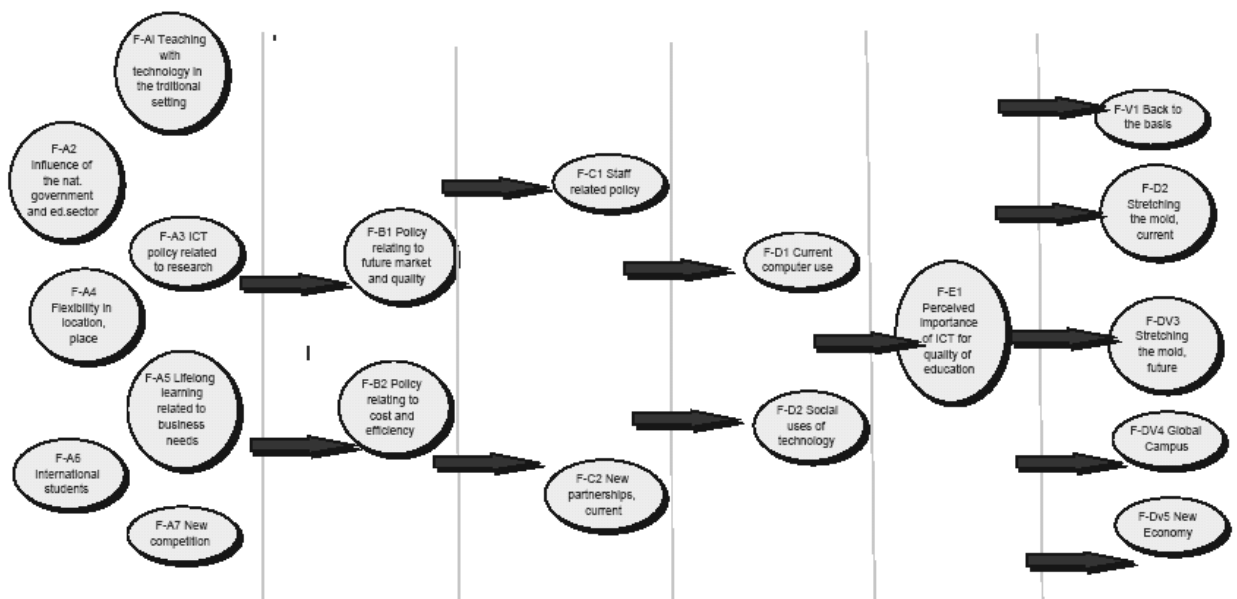 F-AI Teaching
with
technology in
the trditional
setting
F-A2
Influence of
the nat.
government
and ed.sector
F-A3 ICT
policy related
to research
F-A4
Flexibility in
location,
place
F-A5 Lifelong
learning
related to
business
needs
F-A6
International
students
F-A7 New
competition
F-B1 Policy
relating to
future market
and quality
F-B2 Policy
relating to
cost and
efficiency
F-C1 Staff
related policy
F-C2 New
partnerships,
current
F-D1 Current
computer use
F-D2 Social
uses of
technology
F-E1
Perceived
importance
of ICT for
quality of
education
F-V1 Back to
the basis
F-D2
Stretching
the mold,
current
F-DV3
Stretching
the mold,
future
F-DV4 Global
Campus
F-Dv5 New
Economy